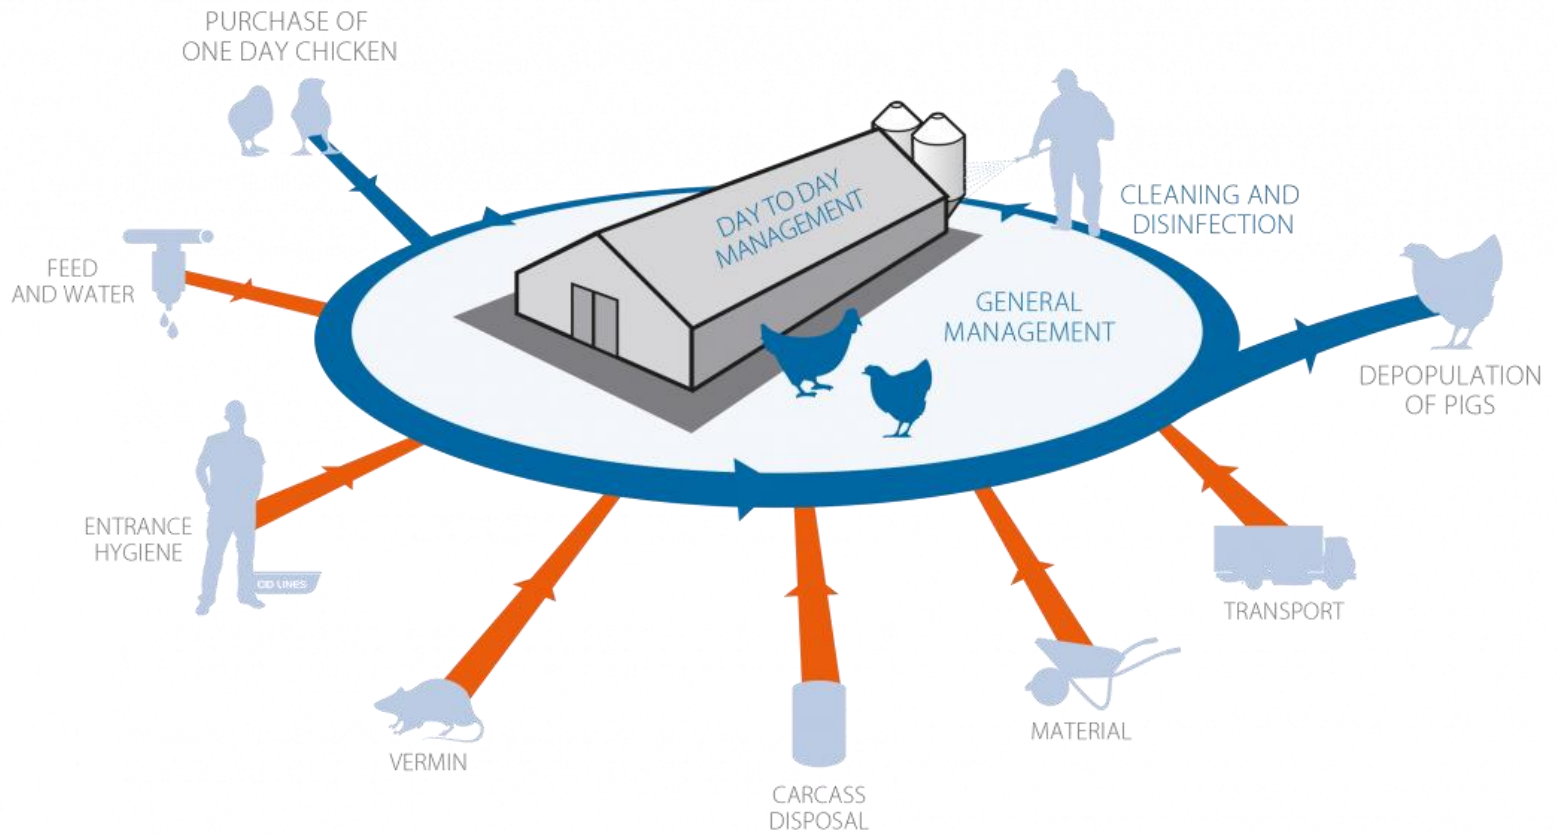 PURCHASE OF
ONE DAY CHICKEN
DAY TO DAY
MANAGEMENT
CLEANING AND
DISINFECTION
FEED
AND WATER
GENERAL
MANAGEMENT
DEPOPULATION
OF PIGS
ENTRANCE
HYGIENE
CID LINES
TRANSPORT
MATERIAL
VERMIN
CARCASS
DISPOSAL